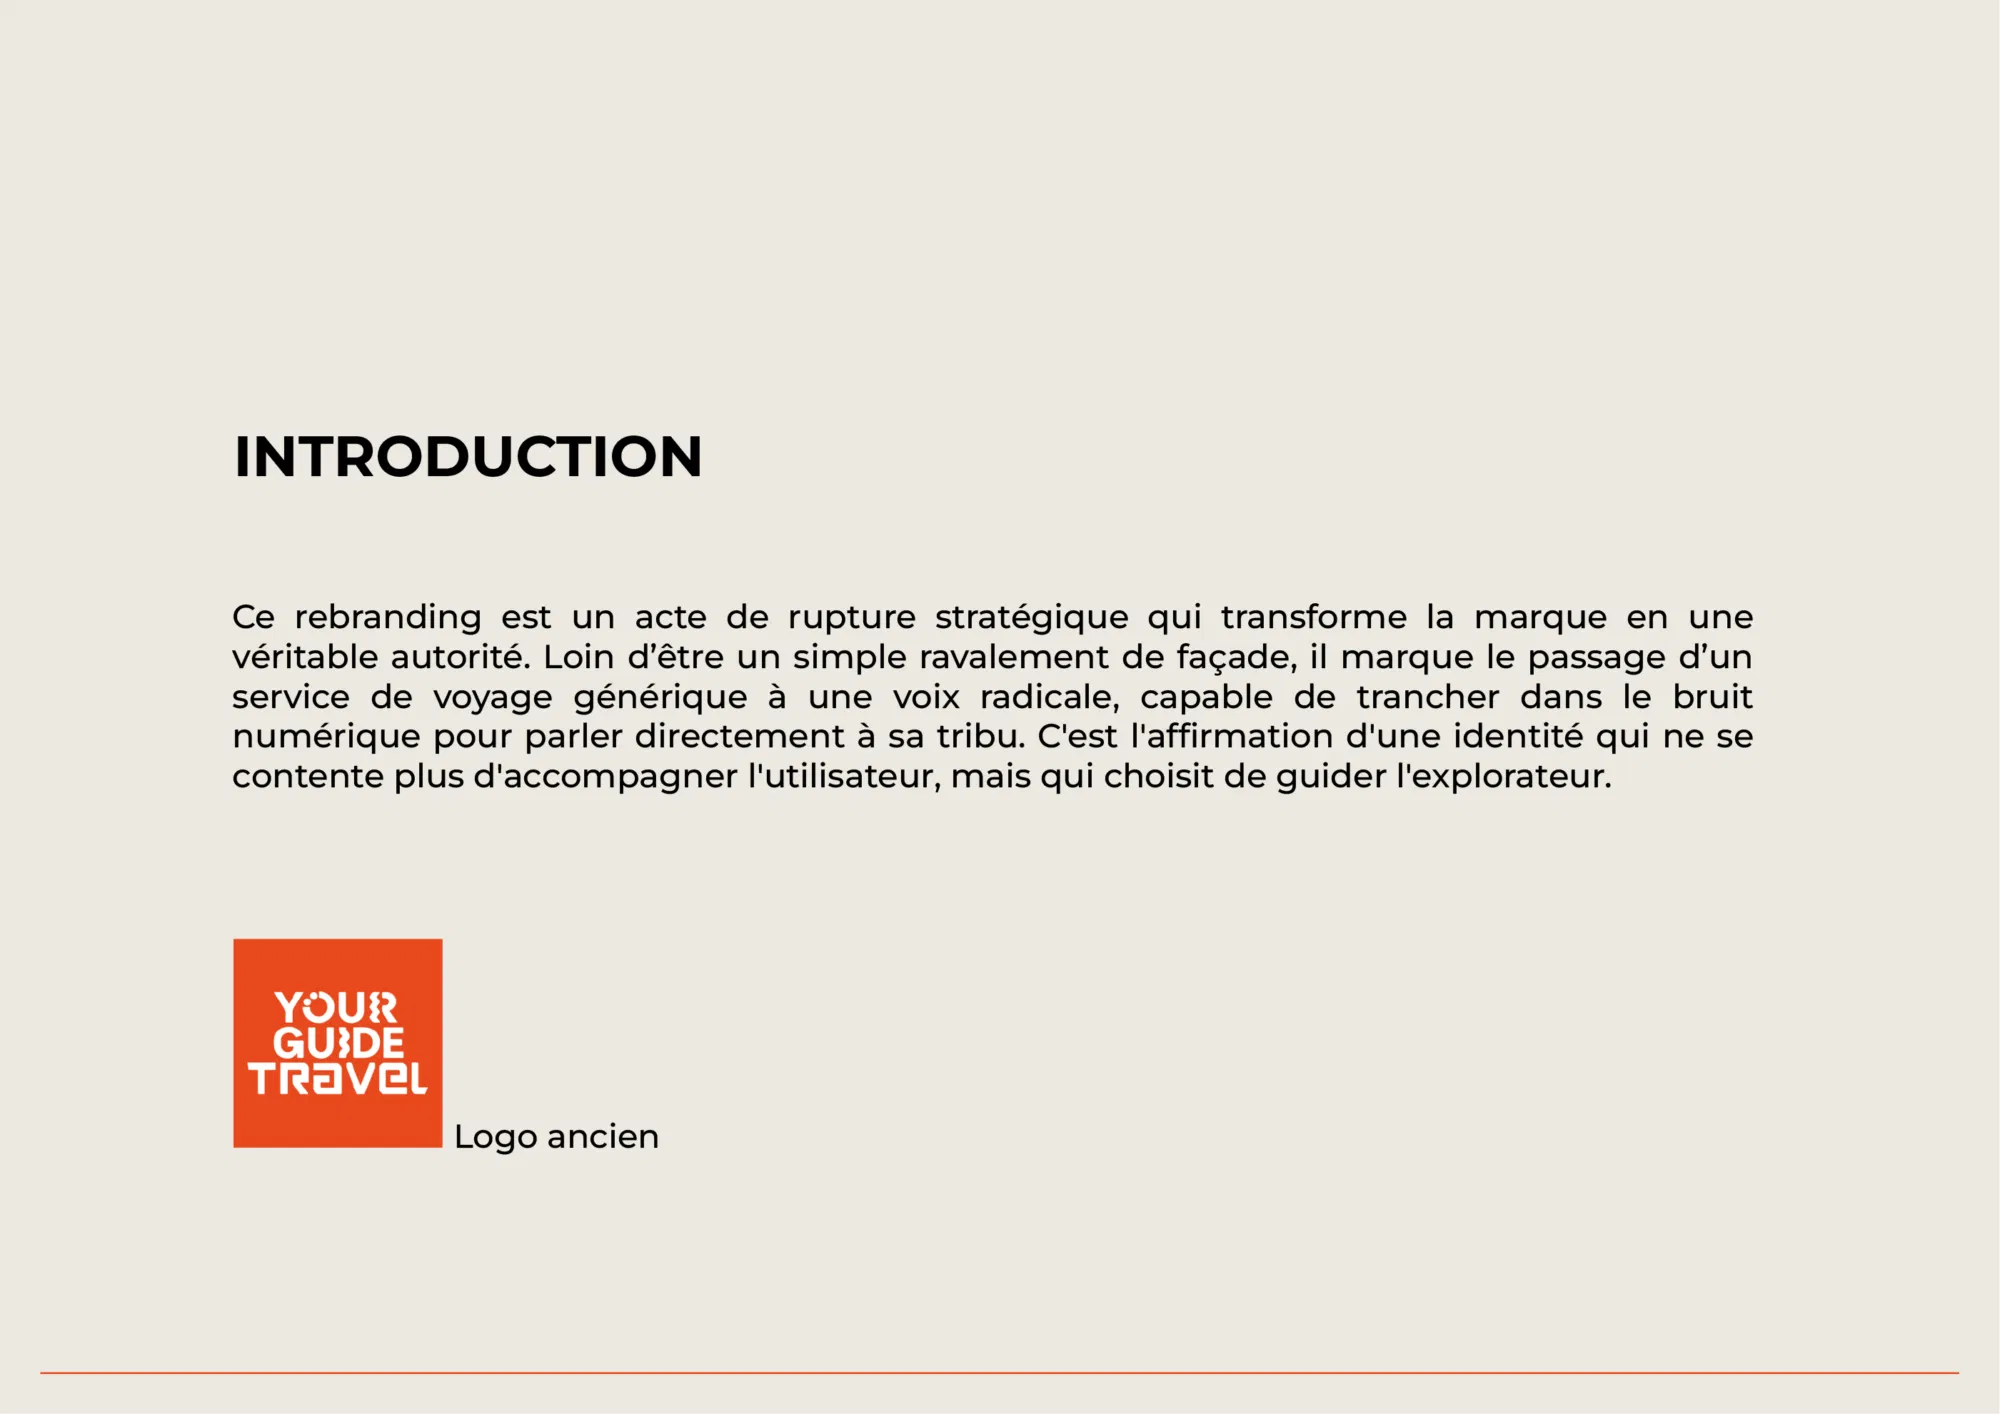 INTRODUCTION
Ce rebranding est un acte de rupture stratégique qui transforme la marque en une
véritable autorité. Loin d’être un simple ravalement de façade, il marque le passage d’un
service de voyage générique à une voix radicale, capable de trancher dans le bruit
numérique pour parler directement à sa tribu. C'est l'affirmation d'une identité qui ne se
contente plus d'accompagner l'utilisateur, mais qui choisit de guider l'explorateur.
YOUR
GUIDE
TRavel
Logo ancien